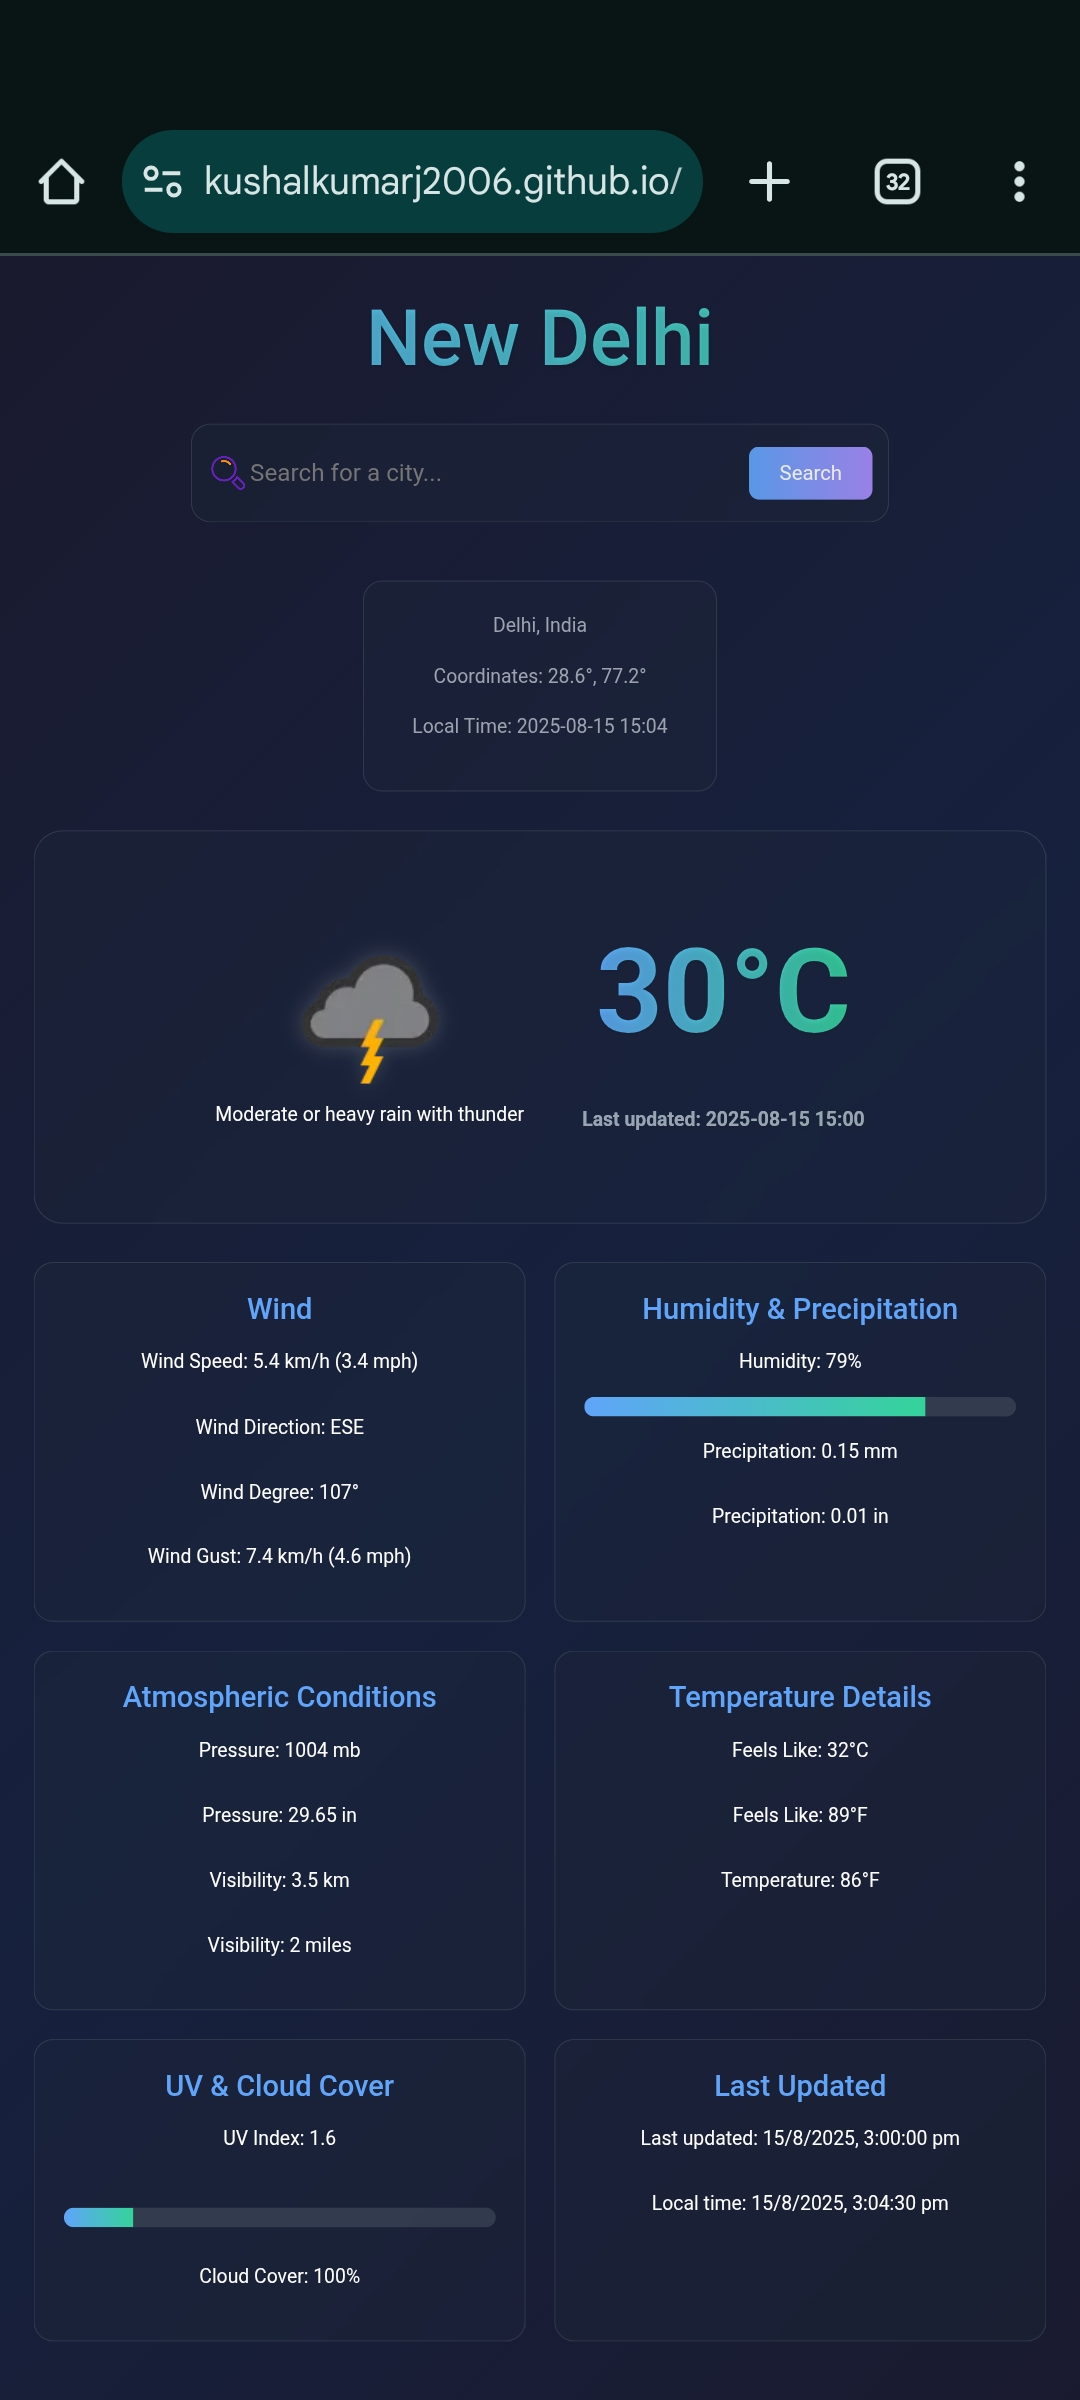 kushalkumarj2006.github.io/
32
New Delhi
Search for a city...
Search
Delhi, India
Coordinates: 28.6°, 77.2°
Local Time: 2025-08-15 15:04
30°C
Moderate or heavy rain with thunder
Last updated: 2025-08-15 15:00
Wind
Wind Speed: 5.4 km/h (3.4 mph)
Wind Direction: ESE
Wind Degree: 107°
Wind Gust: 7.4 km/h (4.6 mph)
Humidity & Precipitation
Humidity: 79%
Precipitation: 0.15 mm
Precipitation: 0.01 in
Atmospheric Conditions
Pressure: 1004 mb
Pressure: 29.65 in
Visibility: 3.5 km
Visibility: 2 miles
Temperature Details
Feels Like: 32°C
Feels Like: 89°F
Temperature: 86°F
UV & Cloud Cover
UV Index: 1.6
Cloud Cover: 100%
Last Updated
Last updated: 15/8/2025, 3:00:00 pm
Local time: 15/8/2025, 3:04:30 pm